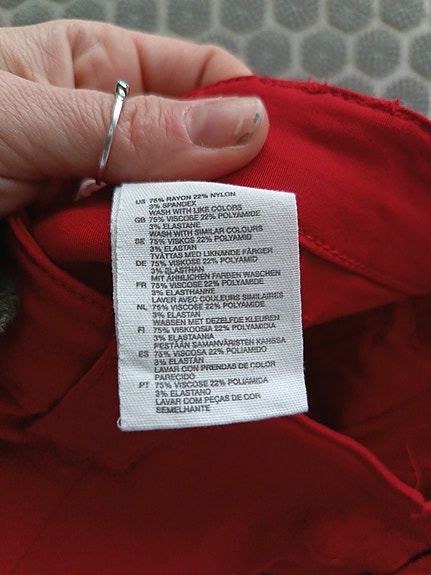 US 75% RAYON 22% NYLON
3% SPANDEX
WASH WITH LIKE COLORS
GB 75% VISCOSE 22% POLYAMIDE
3% ELASTANE
WASH WITH SIMILAR COLOURS
SE 75% VISKOS 22% POLYAMID
3% ELASTAN
TVÄTTAS MED LIKNANDE FÄRGER
DE 75% VISKOSE 22% POLYAMID
3% ELASTHAN
MIT ÄHNLICHEN FARBEN WASCHEN
FR 75% VISCOSE 22% POLYAMIDE
3% ELASTHANNE
LAVER AVEC COULEURS SIMILAIRES
NL 75% VISCOSE 22% POLYAMIDE
3% ELASTAN
WASSEN MET DEZELFDE KLEUREN
FI 75% VISKOOSIA 22% POLYAMIDIA
3% ELASTAANIA
PESTÄÄN SAMANVÄRISTEN KANSSA
ES 75% VISCOSA 22% POLIAMIDO
3% ELASTÁN
LAVAR CON PRENDAS DE COLOR
PARECIDO
PT 75% VISCOSE 22% POLIAMIDA
3% ELASTANO
LAVAR COM PEÇAS DE COR
SEMELHANTE